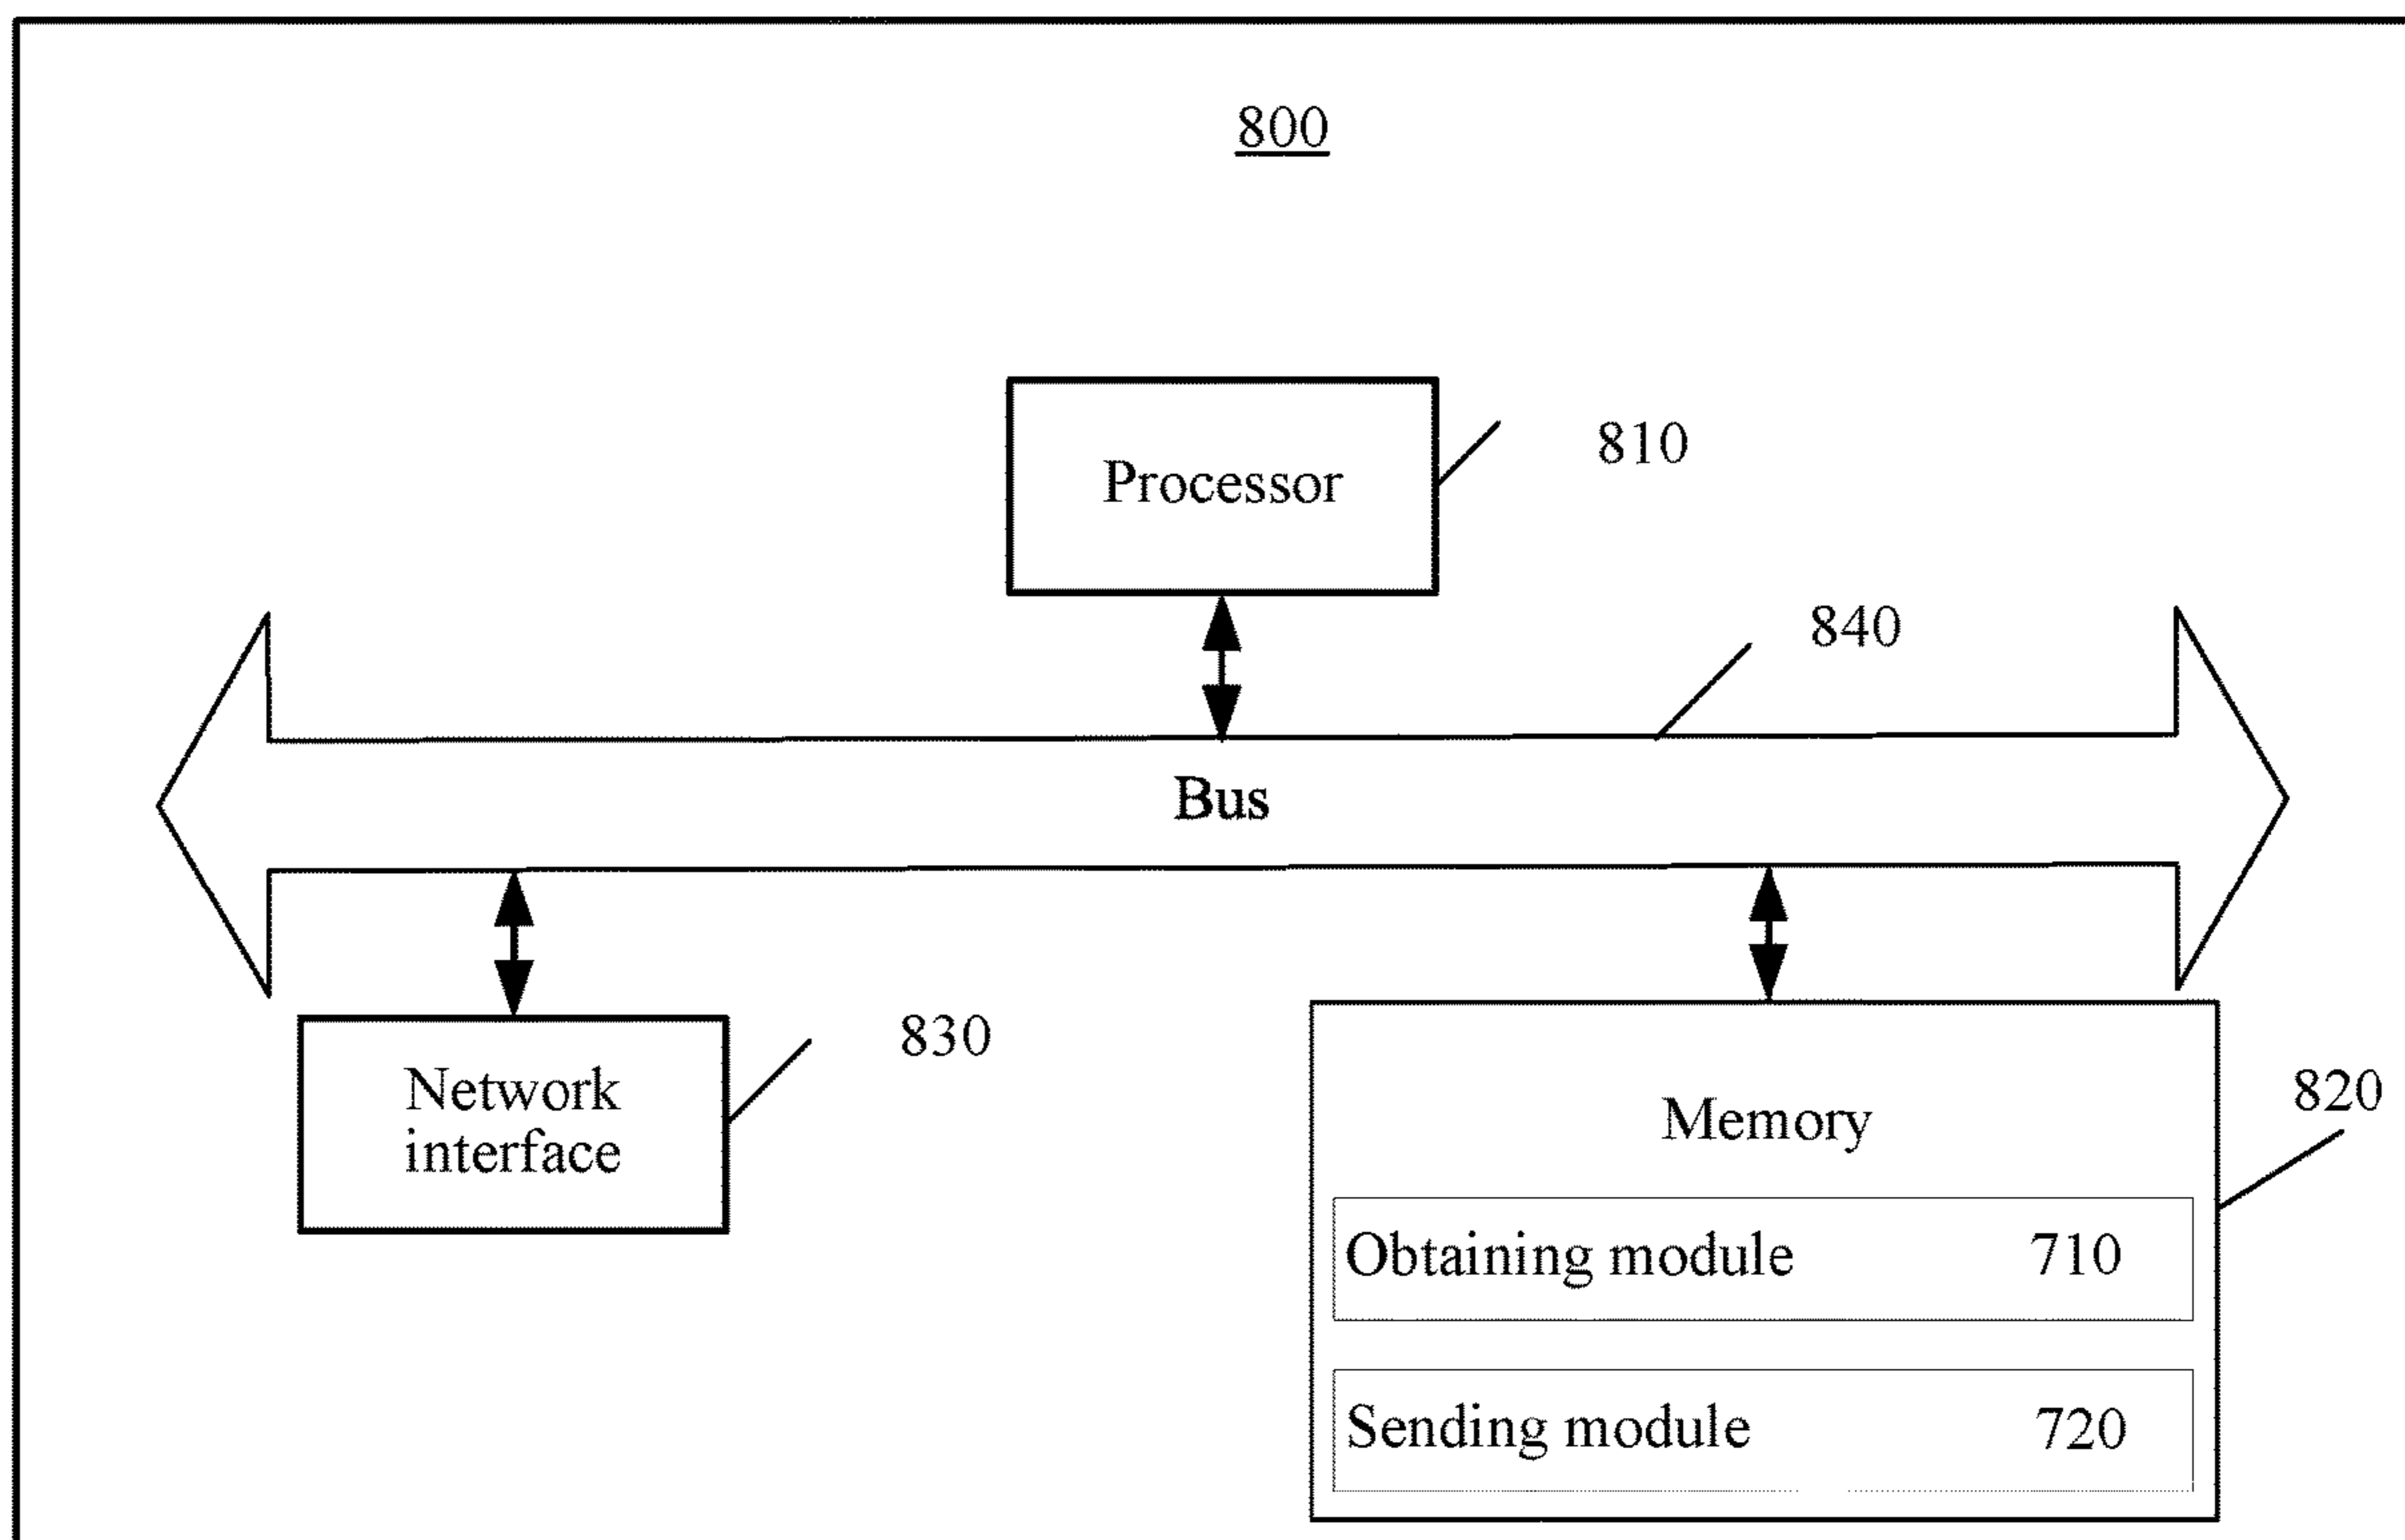 800
Processor
810
840
Bus
Network
interface
830
Memory
820
Obtaining module 710
Sending module 720